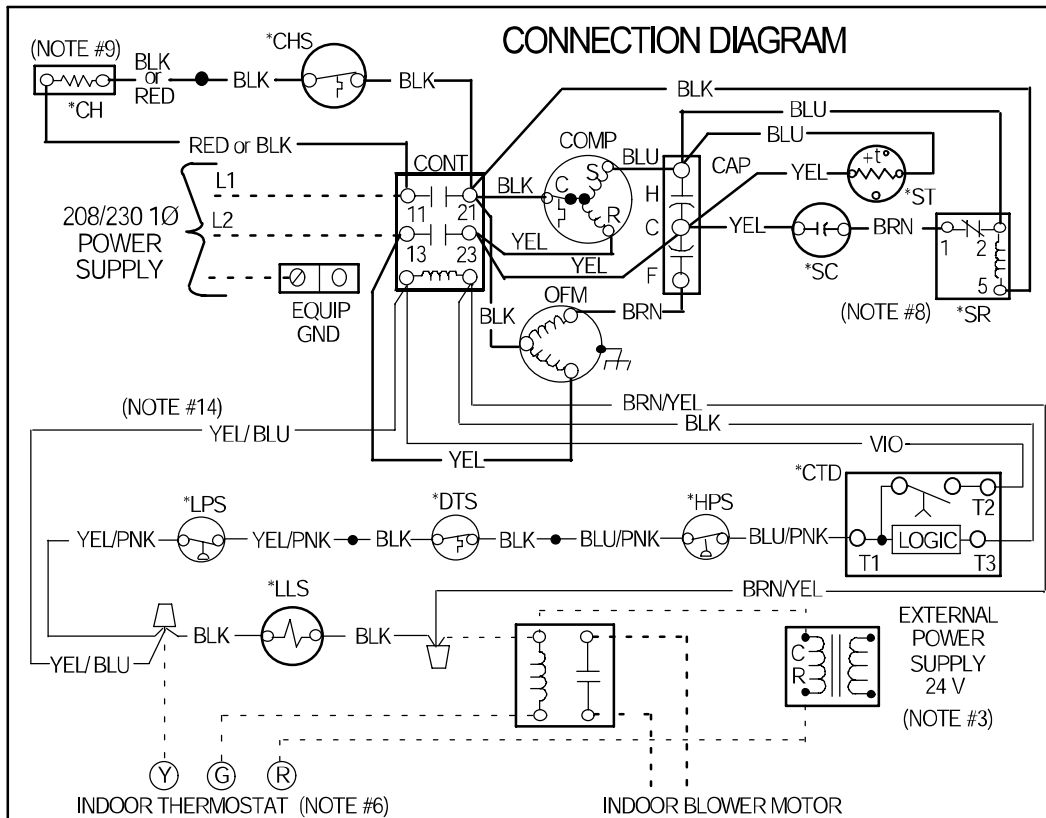 CONNECTION DIAGRAM
(NOTE #9)
BLK
or
RED
*CH
BLK
*CHS
BLK
RED or BLK
CONT
L1
L2
208/230 1Ø
POWER
SUPPLY
EQUIP
GND
11
21
13
23
BLK
COMP
C
S
R
BLU
YEL
YEL
H
C
F
CAP
BLK
BLU
BLU
YEL
+t°
*ST
YEL
*SC
BRN
1
2
5
*SR
(NOTE #8)
BLK
OFM
BRN
(NOTE #14)
YEL/BLU
BRN/YEL
BLK
VIO
YEL
*CTD
T2
T1
LOGIC
T3
*LPS
*DTS
*HPS
YEL/PNK
YEL/PNK
BLK
BLK
BLU/PNK
BLU/PNK
*LLS
BRN/YEL
BLK
BLK
YEL/BLU
C
R
EXTERNAL
POWER
SUPPLY
24 V
(NOTE #3)
Y
G
R
INDOOR THERMOSTAT (NOTE #6)
INDOOR BLOWER MOTOR